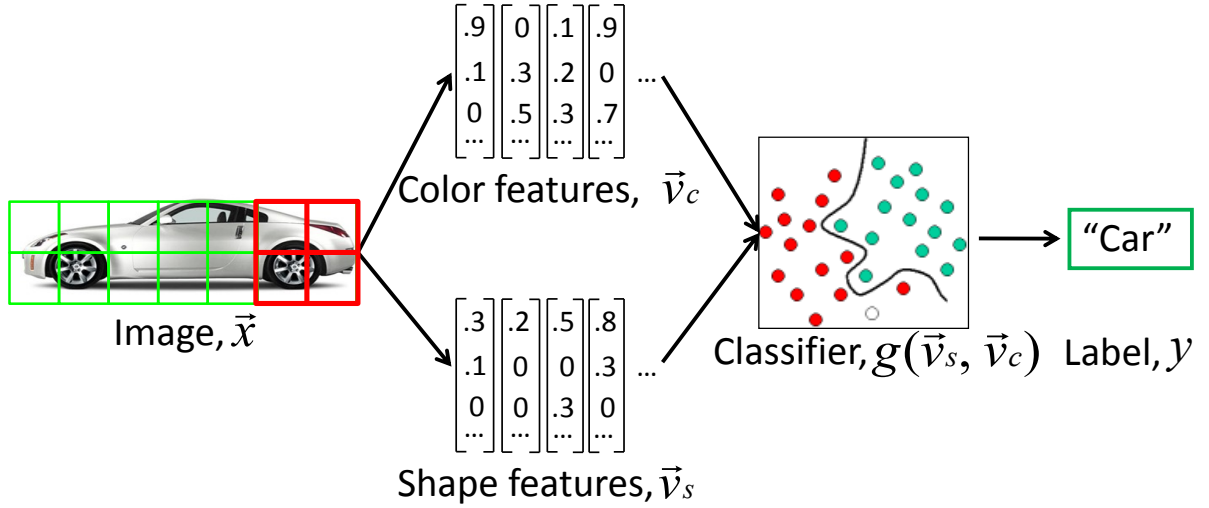 .9 0 .1 .9
.1 .3 .2 0 ...
0 .5 .3 .7
... ... ... ...
Color features, v⃗c
Image, x⃗
.3 .2 .5 .8
.1 0 0 .3 ...
0 0 .3 0
... ... ... ...
Shape features, v⃗s
Classifier, g(v⃗s, v⃗c)
“Car”
Label, y